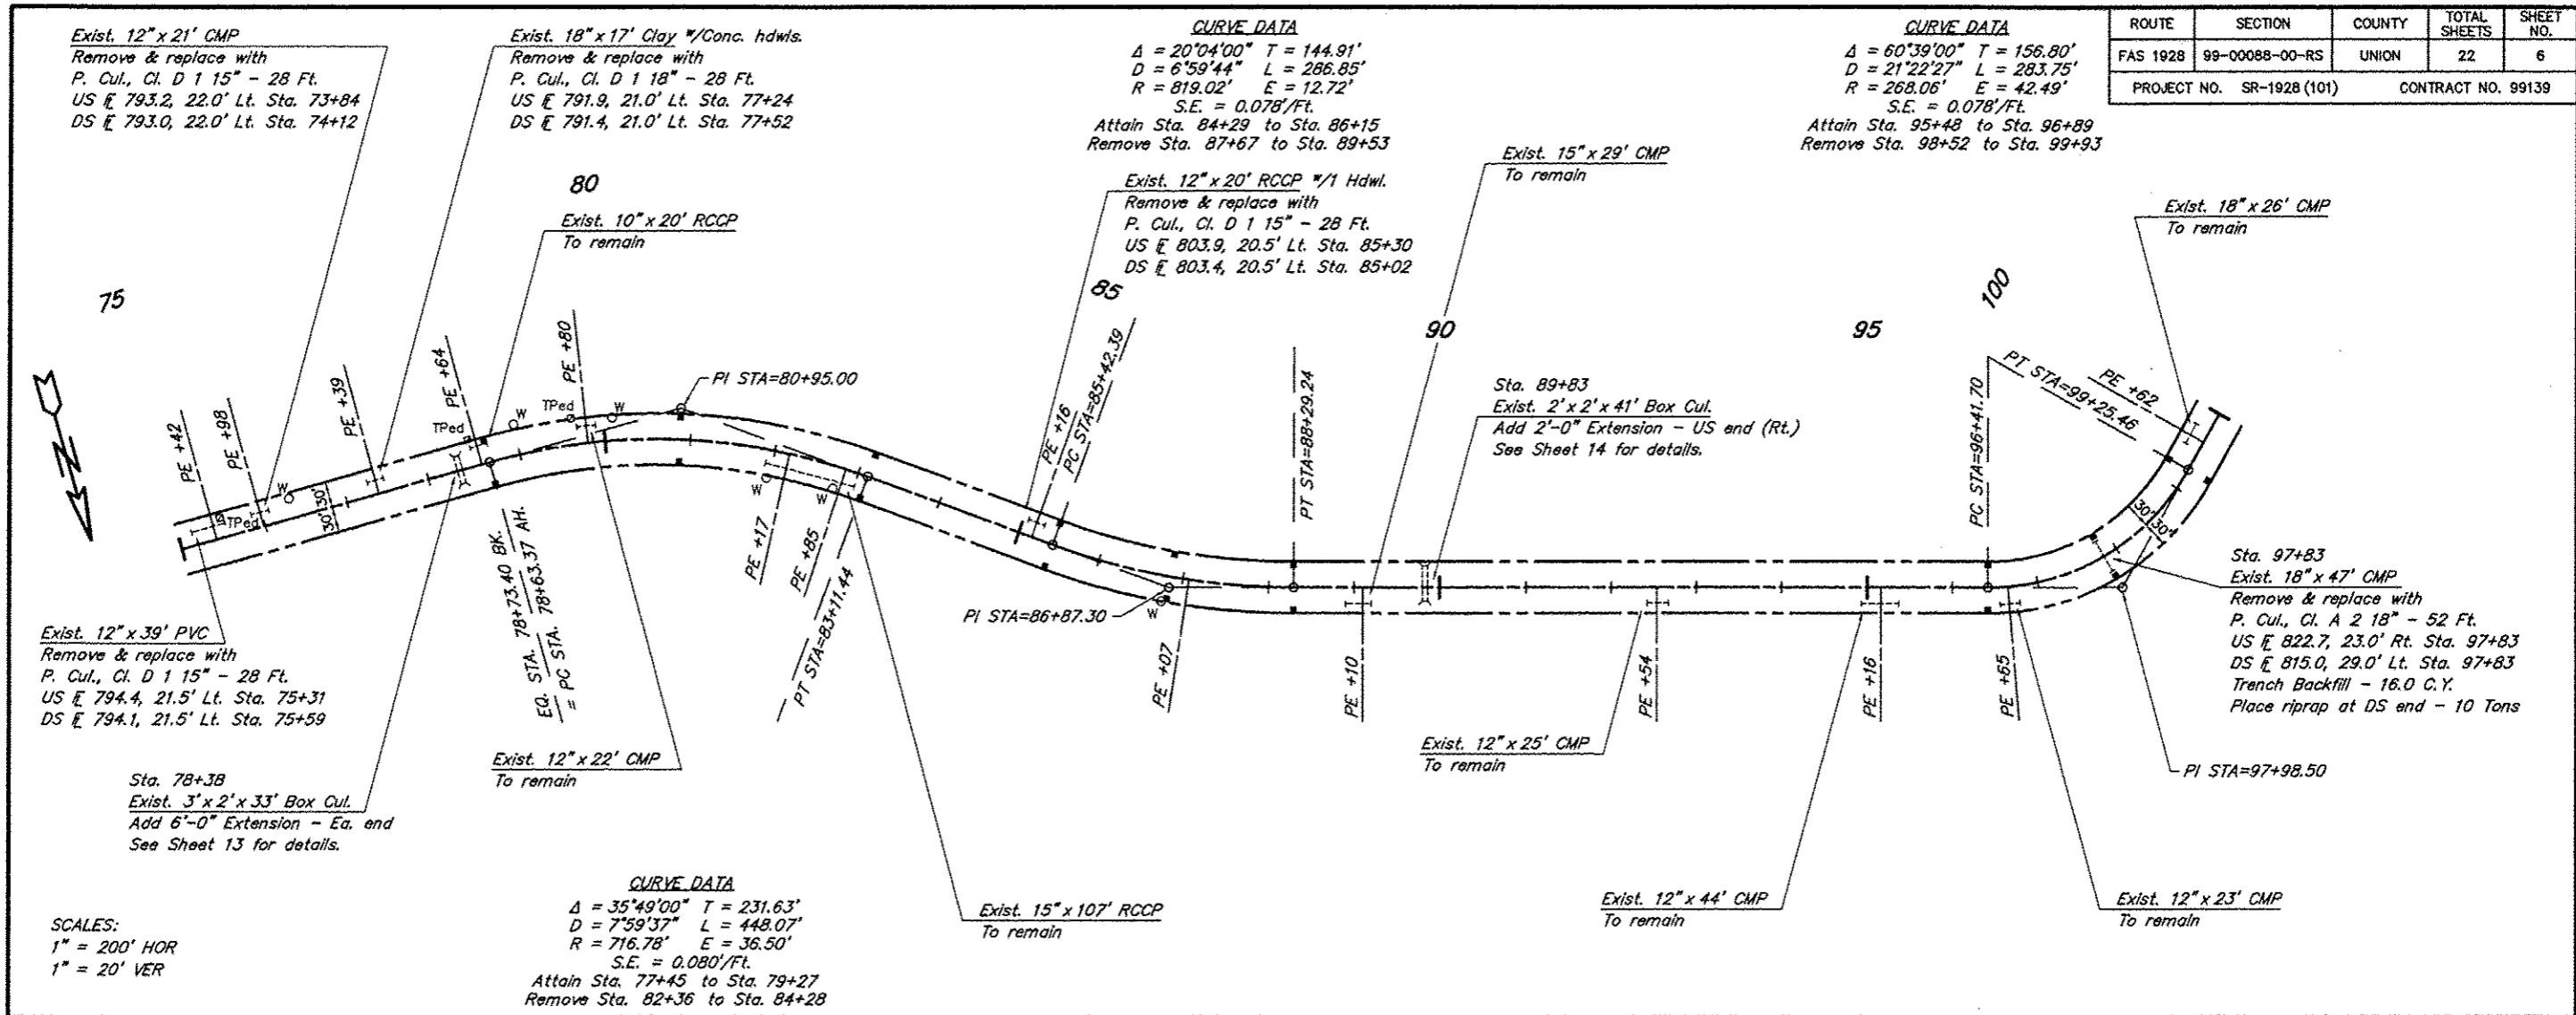 ROUTE SECTION COUNTY TOTAL SHEETS SHEET NO.
FAS 1928 99-00088-00-RS UNION 22 6
PROJECT NO. SR-1928 (101) CONTRACT NO. 99139
Exist. 12" x 21' CMP
Remove & replace with
P. Cul., Cl. D 1 15" - 28 Ft.
US 793.2, 22.0' Lt. Sta. 73+84
DS 793.0, 22.0' Lt. Sta. 74+12
Exist. 18" x 17' Clay w/Conc. hdwls.
Remove & replace with
P. Cul., Cl. D 1 18" - 28 Ft.
US 791.9, 21.0' Lt. Sta. 77+24
DS 791.4, 21.0' Lt. Sta. 77+52
CURVE DATA
Δ = 20°04'00" T = 144.91'
D = 6°59'44" L = 286.85'
R = 819.02' E = 12.72'
S.E. = 0.078'/Ft.
Attain Sta. 84+29 to Sta. 86+15
Remove Sta. 87+67 to Sta. 89+53
CURVE DATA
Δ = 60°39'00" T = 156.80'
D = 21°22'27" L = 283.75'
R = 268.06' E = 42.49'
S.E. = 0.078'/Ft.
Attain Sta. 95+48 to Sta. 96+89
Remove Sta. 98+52 to Sta. 99+93
Exist. 15" x 29' CMP
To remain
Exist. 12" x 20' RCCP w/1 Hdwl.
Remove & replace with
P. Cul., Cl. D 1 15" - 28 Ft.
US 803.9, 20.5' Lt. Sta. 85+30
DS 803.4, 20.5' Lt. Sta. 85+02
Exist. 10" x 20' RCCP
To remain
Exist. 18" x 26' CMP
To remain
75
80
85
90
95
100
PE +42
PE +98
PE +39
PE +64
PE +80
PI STA=80+95.00
PE +16
PC STA=85+42.39
PT STA=88+29.24
Sta. 89+83
Exist. 2' x 2' x 41' Box Cul.
Add 2'-0" Extension - US end (Rt.)
See Sheet 14 for details.
PC STA=96+41.70
PT STA=99+25.46
PE +62
TPed
W
TPed
W
TPed
W
W
W
W
30' 30'
30' 30'
EQ. STA. 78+73.40 BK.
= PC STA. 78+63.37 AH.
PE +17
PE +85
PT STA=83+11.44
PI STA=86+87.30
PE +07
PE +10
PE +54
PE +16
PE +65
Sta. 97+83
Exist. 18" x 47' CMP
Remove & replace with
P. Cul., Cl. A 2 18" - 52 Ft.
US 822.7, 23.0' Rt. Sta. 97+83
DS 815.0, 29.0' Lt. Sta. 97+83
Trench Backfill - 16.0 C.Y.
Place riprap at DS end - 10 Tons
PI STA=97+98.50
Exist. 12" x 39' PVC
Remove & replace with
P. Cul., Cl. D 1 15" - 28 Ft.
US 794.4, 21.5' Lt. Sta. 75+31
DS 794.1, 21.5' Lt. Sta. 75+59
Sta. 78+38
Exist. 3' x 2' x 33' Box Cul.
Add 6'-0" Extension - Ea. end
See Sheet 13 for details.
Exist. 12" x 22' CMP
To remain
Exist. 12" x 25' CMP
To remain
Exist. 15" x 107' RCCP
To remain
Exist. 12" x 44' CMP
To remain
Exist. 12" x 23' CMP
To remain
CURVE DATA
Δ = 35°49'00" T = 231.63'
D = 7°59'37" L = 448.07'
R = 716.78' E = 36.50'
S.E. = 0.080'/Ft.
Attain Sta. 77+45 to Sta. 79+27
Remove Sta. 82+36 to Sta. 84+28
SCALES:
1" = 200' HOR
1" = 20' VER